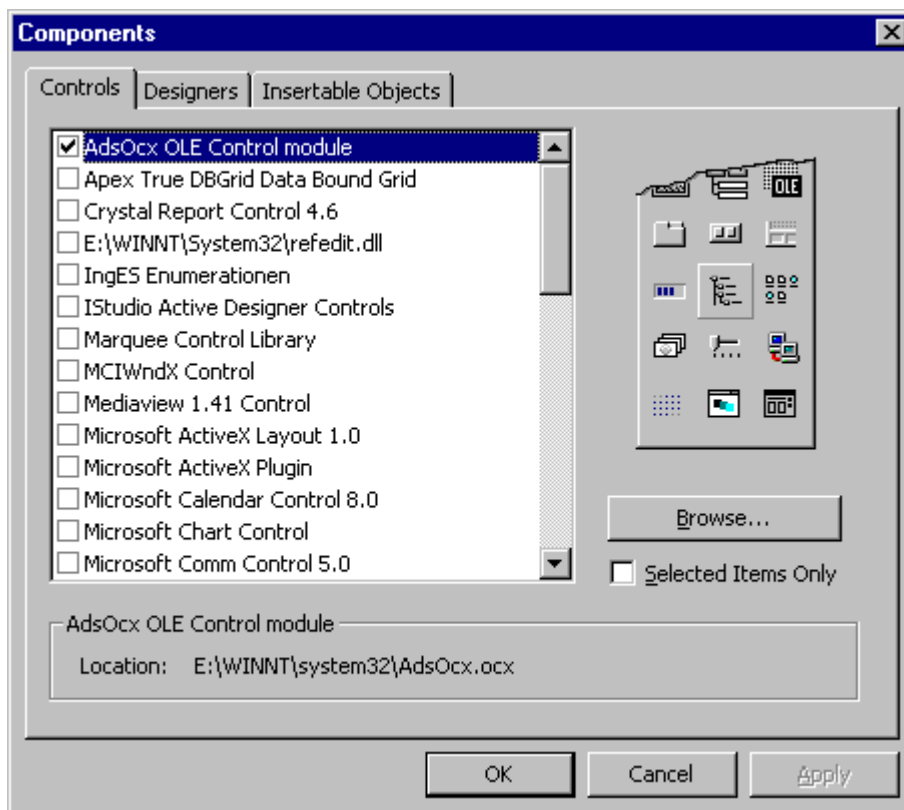 Components
Controls
Designers
Insertable Objects
AdsOcx OLE Control module
Apex True DBGrid Data Bound Grid
Crystal Report Control 4.6
E:\WINNT\System32\refedit.dll
IngES Enumerationen
IStudio Active Designer Controls
Marquee Control Library
MCIWndX Control
Mediaview 1.41 Control
Microsoft ActiveX Layout 1.0
Microsoft ActiveX Plugin
Microsoft Calendar Control 8.0
Microsoft Chart Control
Microsoft Comm Control 5.0
OLE
Browse...
Selected Items Only
AdsOcx OLE Control module
Location: E:\WINNT\system32\AdsOcx.ocx
OK
Cancel
Apply